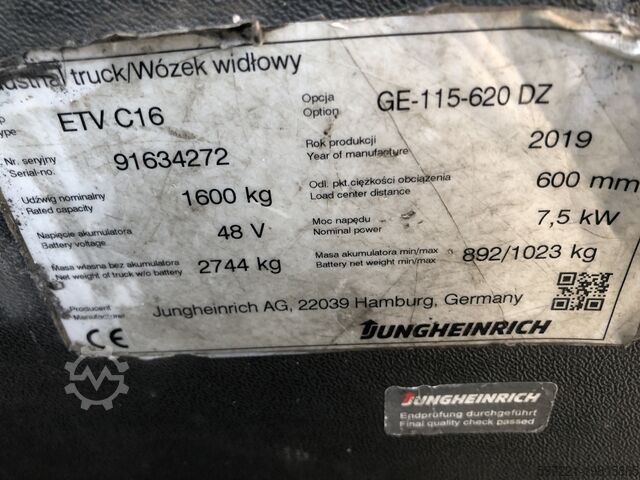 truck/Wózek widłowy
ETV C16
Opcja
Option
GE-115-620 DZ
Nr. seryjny
Serial-no.
91634272
Rok produkcji
Year of manufacture
2019
Udźwig nominalny
Rated capacity
1600 kg
Odl. pkt.ciężkości obciążenia
Load center distance
600 mm
Napięcie akumulatora
Battery voltage
48 V
Moc napędu
Nominal power
7,5 kW
Masa własna bez akumulatora
Net weight of truck w/o battery
2744 kg
Masa akumulatora min/max
Battery net weight min/max
892/1023 kg
Producent
Manufacturer
Jungheinrich AG, 22039 Hamburg, Germany
CE
JUNGHEINRICH
JUNGHEINRICH
Endprüfung durchgeführt
Final quality check passed